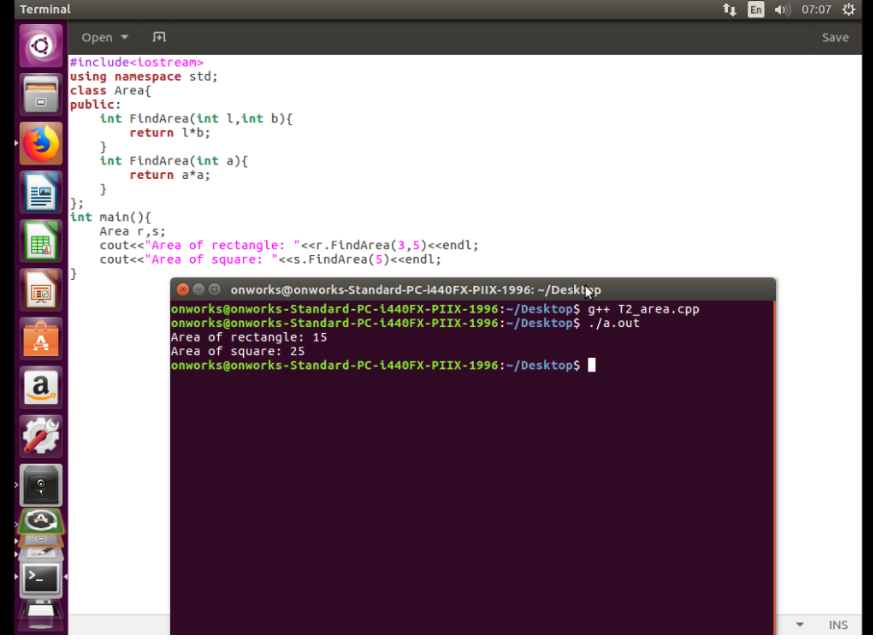 Terminal
En
07:07
Open
Save
#include<iostream>
using namespace std;
class Area{
public:
    int FindArea(int l,int b){
        return l*b;
    }
    int FindArea(int a){
        return a*a;
    }
};
int main(){
    Area r,s;
    cout<<"Area of rectangle: "<<r.FindArea(3,5)<<endl;
    cout<<"Area of square: "<<s.FindArea(5)<<endl;
}
onworks@onworks-Standard-PC-i440FX-PIIX-1996: ~/Desktop
onworks@onworks-Standard-PC-i440FX-PIIX-1996:~/Desktop$ g++ T2_area.cpp
onworks@onworks-Standard-PC-i440FX-PIIX-1996:~/Desktop$ ./a.out
Area of rectangle: 15
Area of square: 25
onworks@onworks-Standard-PC-i440FX-PIIX-1996:~/Desktop$
INS